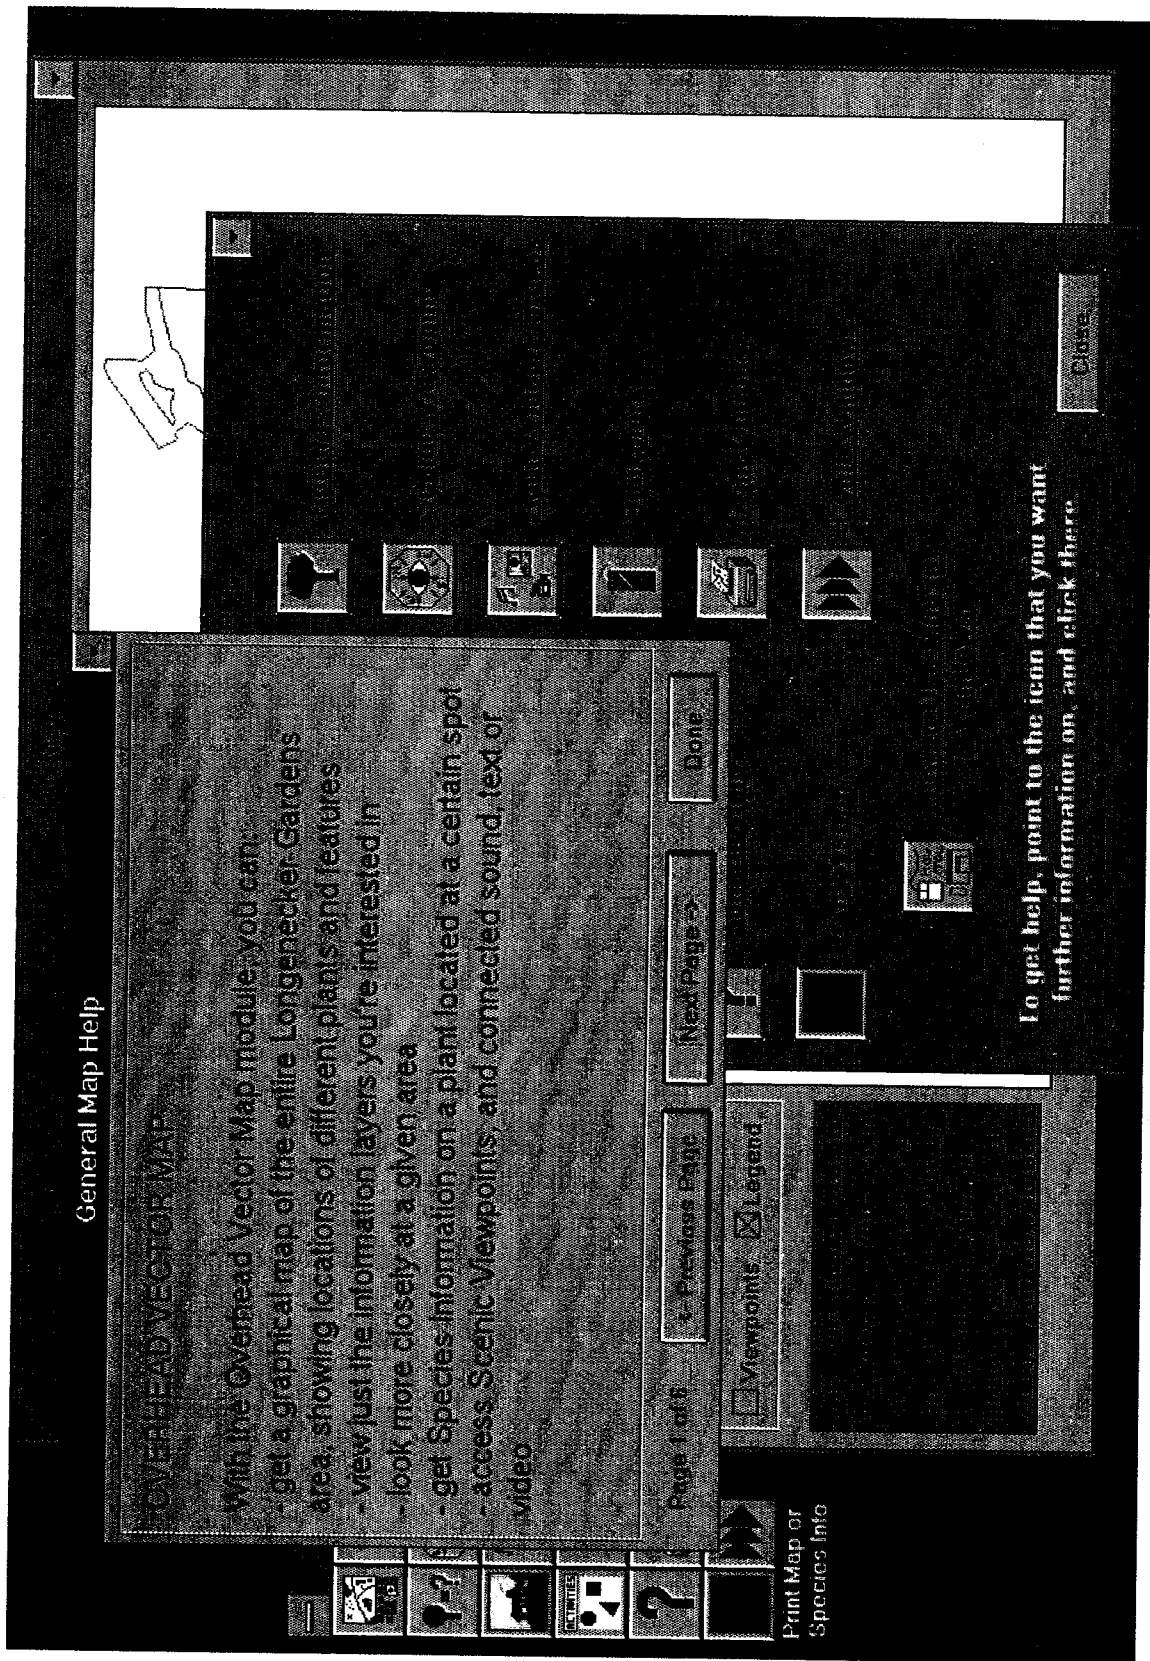 General Map Help
OVERHEAD VECTOR MAP
With the Overhead Vector Map module, you can:
- get a graphical map of the entire Longenecker Gardens
area, showing locations of different plants and features
- view just the information layers you're interested in
- look more closely at a given area
- get Species Information on a plant located at a certain spot
- access Scenic Viewpoints, and connected sound, text or
video
Page 1 of 6
<- Previous Page
Next Page ->
Done
Viewpoints
Legend
ACTIVITIES
Print Map or
Species Info
To get help, point to the icon that you want
further information on, and click there.
Close